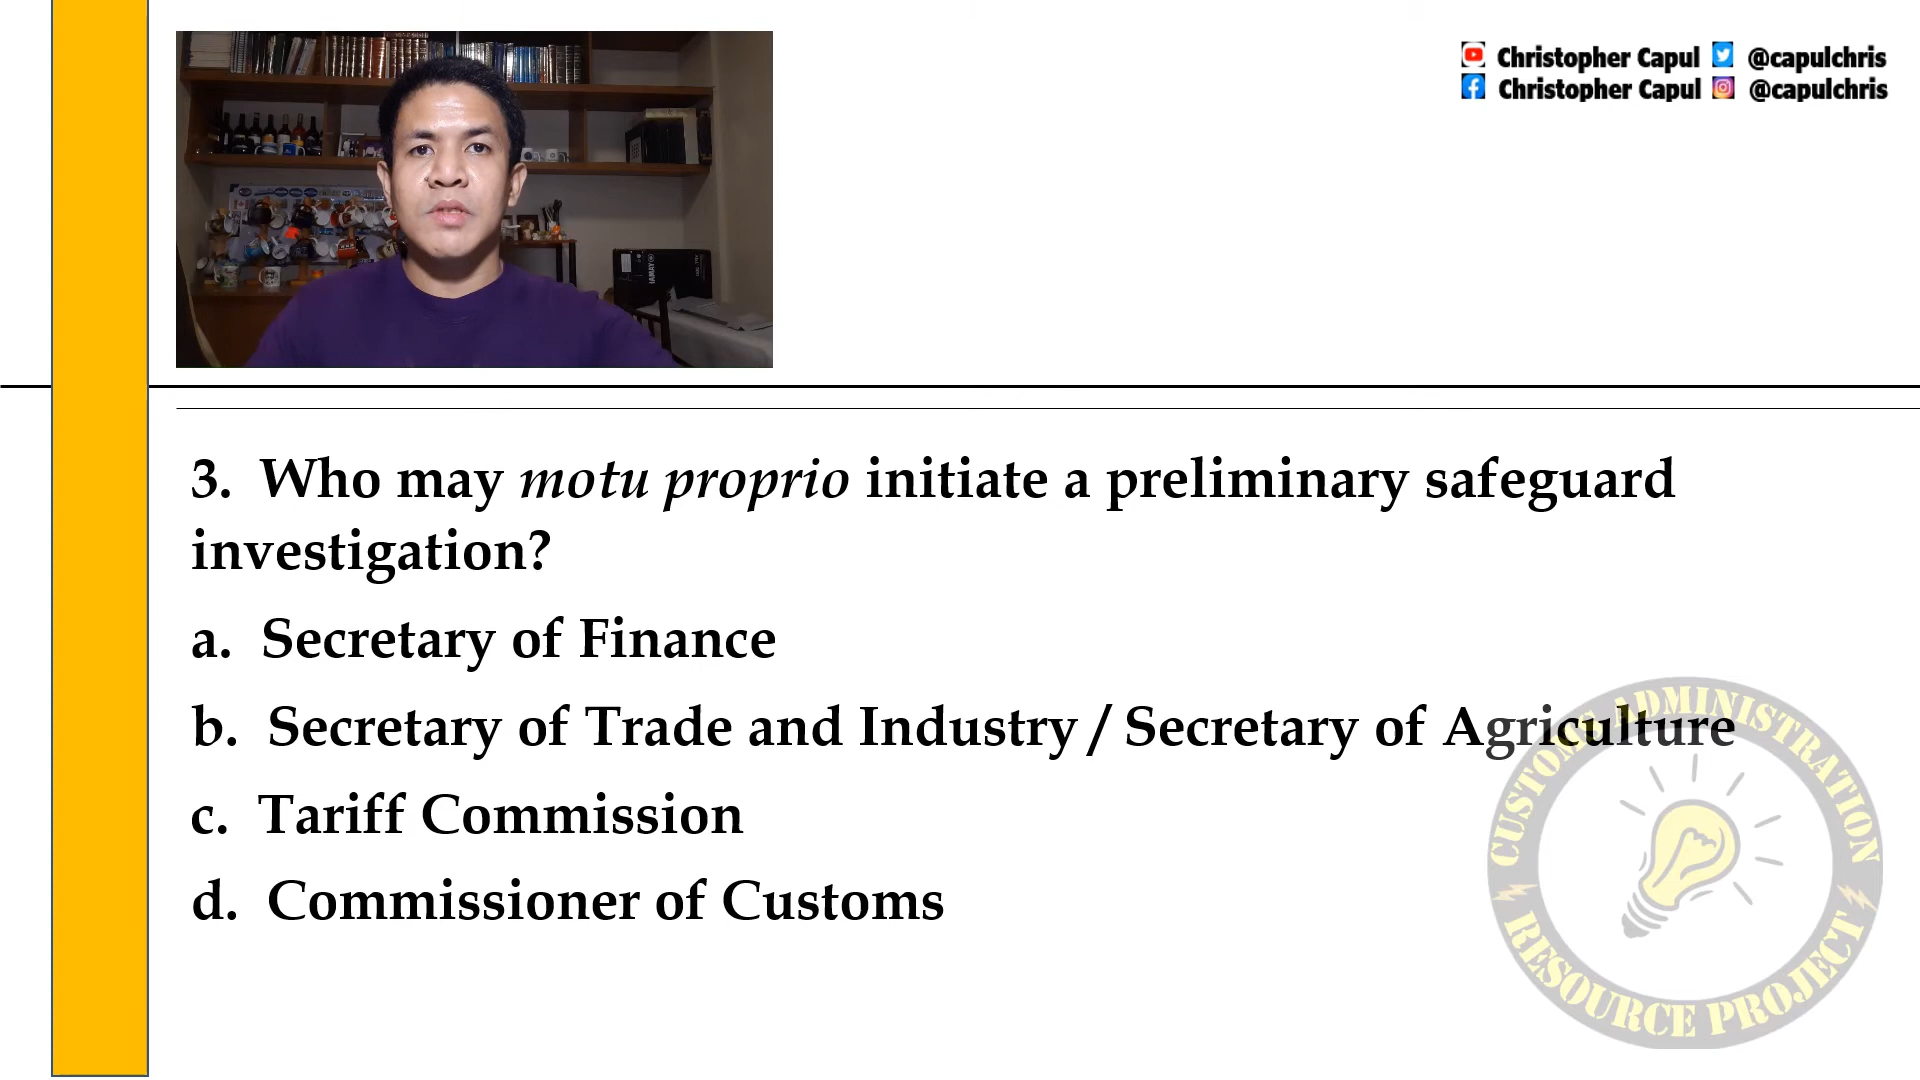 Christopher Capul @capulchris
Christopher Capul @capulchris
3. Who may motu proprio initiate a preliminary safeguard
investigation?
a. Secretary of Finance
b. Secretary of Trade and Industry / Secretary of Agriculture
c. Tariff Commission
d. Commissioner of Customs
CUSTOMS ADMINISTRATION
RESOURCE PROJECT